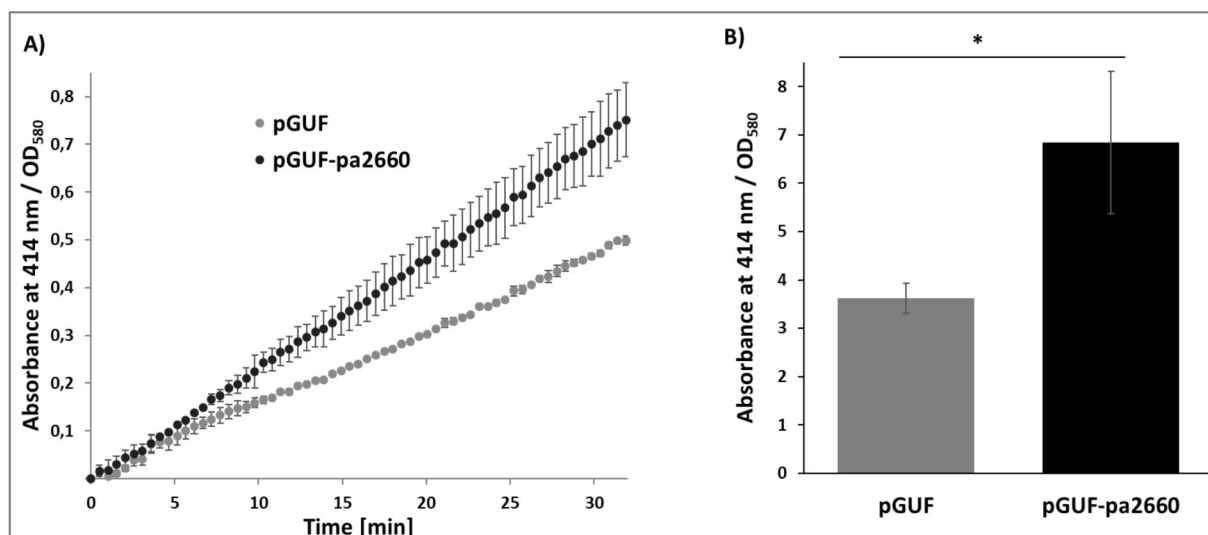 A)
Absorbance at 414 nm / OD580
0,8
0,7
0,6
0,5
0,4
0,3
0,2
0,1
pGUF
pGUF-pa2660
0 5 10 15 20 25 30
Time [min]
B)
*
Absorbance at 414 nm / OD580
8
7
6
5
4
3
2
1
0
pGUF pGUF-pa2660